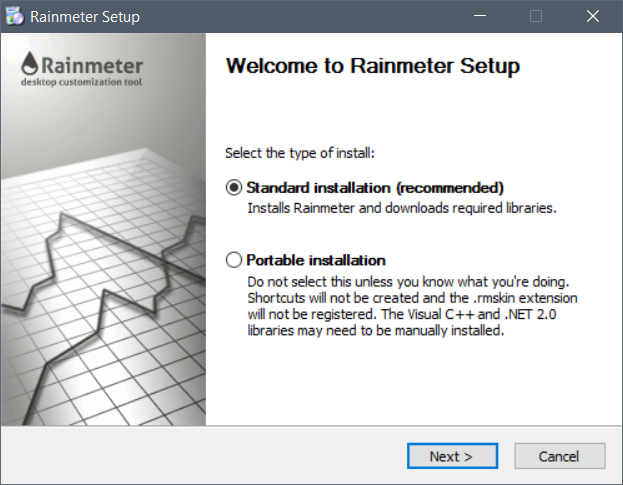 Rainmeter Setup
Rainmeter
desktop customization tool
Welcome to Rainmeter Setup
Select the type of install:
Standard installation (recommended)
Installs Rainmeter and downloads required libraries.
Portable installation
Do not select this unless you know what you're doing.
Shortcuts will not be created and the .rmskin extension
will not be registered. The Visual C++ and .NET 2.0
libraries may need to be manually installed.
Next >
Cancel